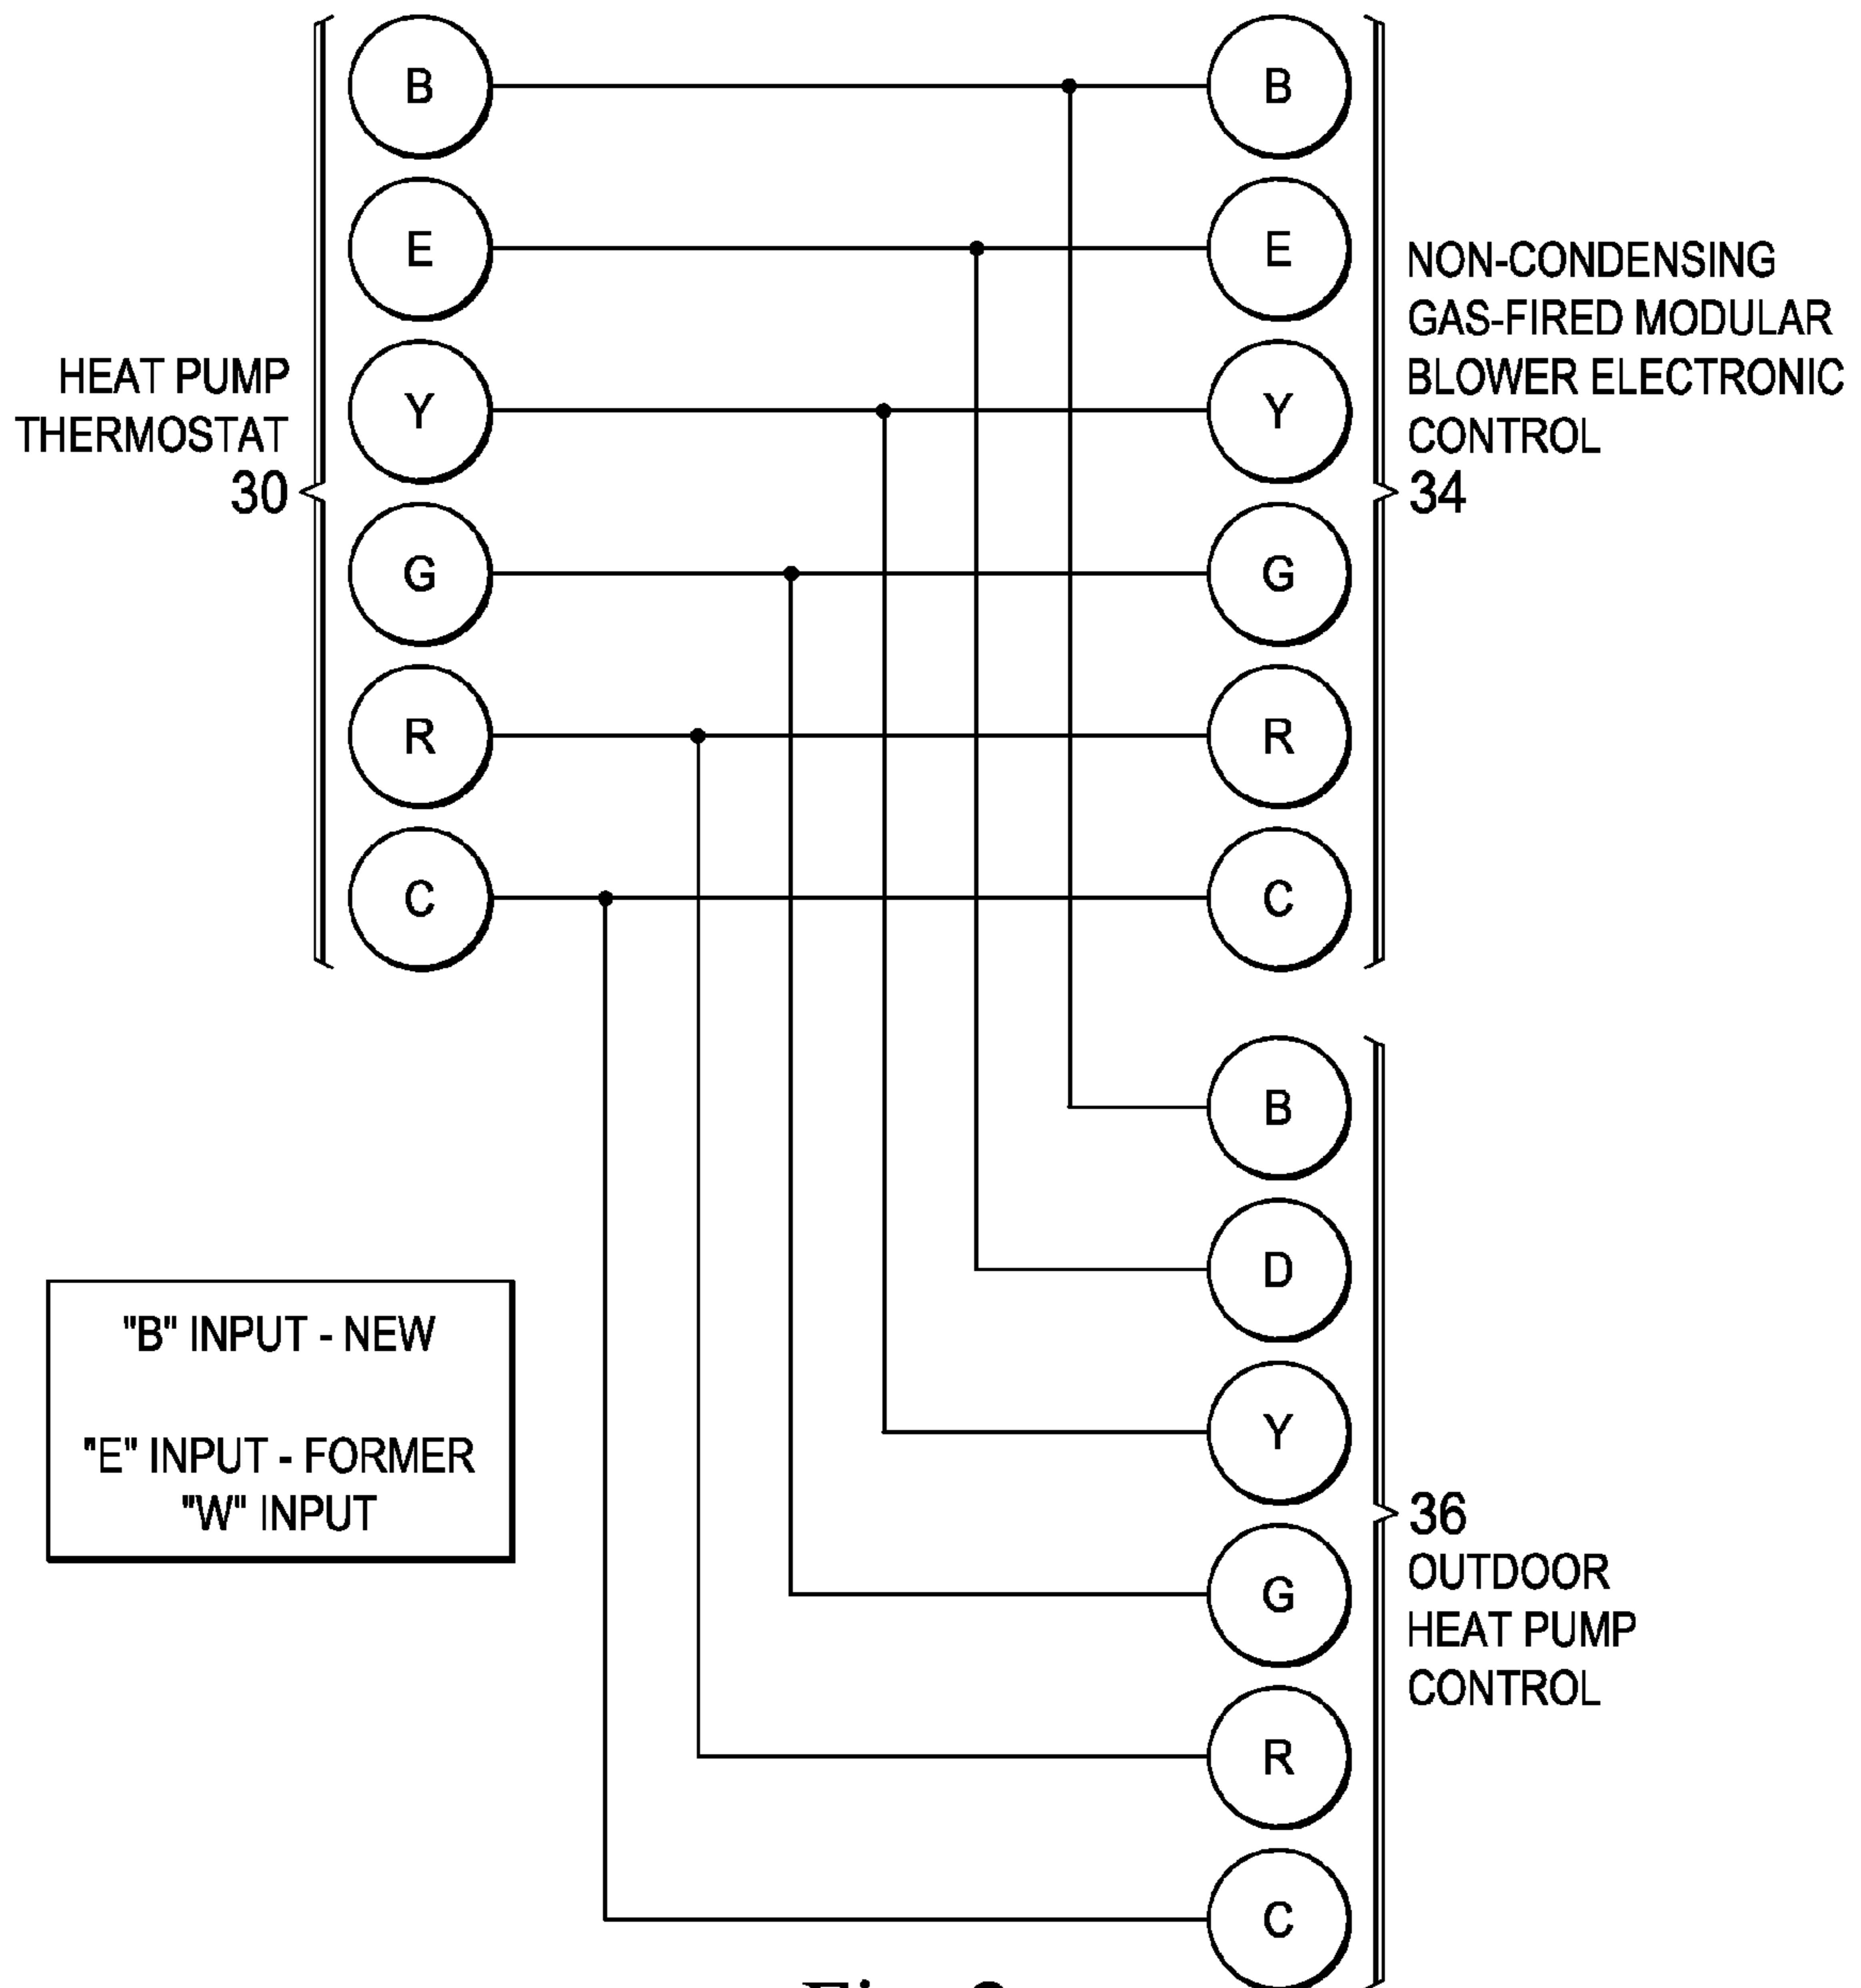 HEAT PUMP
THERMOSTAT
30
B
E
Y
G
R
C
B
E
Y
G
R
C
NON-CONDENSING
GAS-FIRED MODULAR
BLOWER ELECTRONIC
CONTROL
34
B
D
Y
G
R
C
36
OUTDOOR
HEAT PUMP
CONTROL
"B" INPUT - NEW
"E" INPUT - FORMER
"W" INPUT